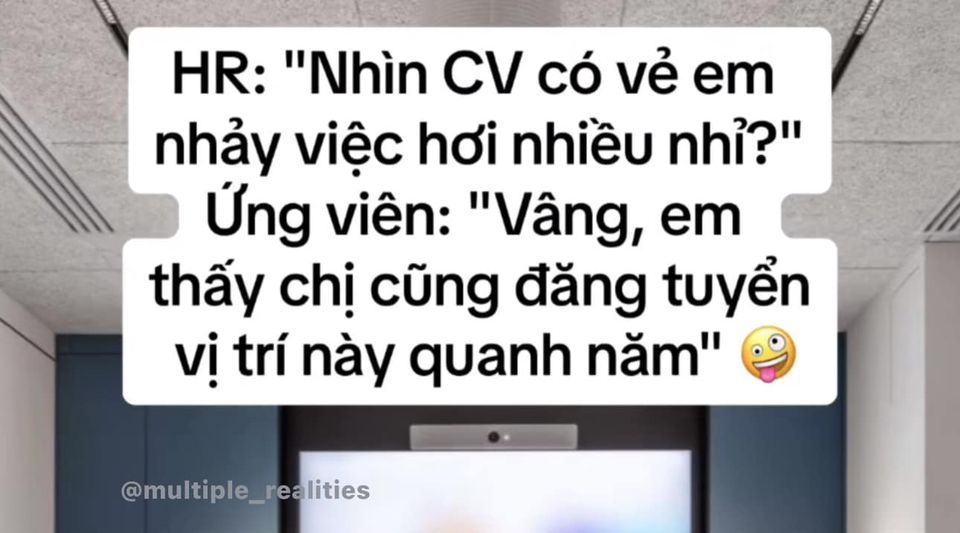 HR: "Nhìn CV có vẻ em
nhảy việc hơi nhiều nhỉ?"
Ứng viên: "Vâng, em
thấy chị cũng đăng tuyển
vị trí này quanh năm" 🤪
@multiple_realities